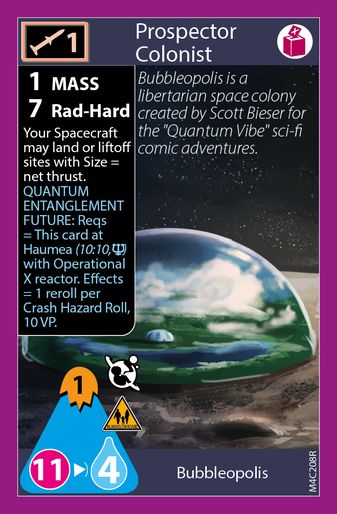 1
Prospector
Colonist
1 MASS
7 Rad-Hard
Your Spacecraft
may land or liftoff
sites with Size =
net thrust.
QUANTUM
ENTANGLEMENT
FUTURE: Reqs
= This card at
Haumea (10:10,♆)
with Operational
X reactor. Effects
= 1 reroll per
Crash Hazard Roll,
10 VP.
Bubbleopolis is a
libertarian space colony
created by Scott Bieser for
the "Quantum Vibe" sci-fi
comic adventures.
1
11
4
Bubbleopolis
M4C208R